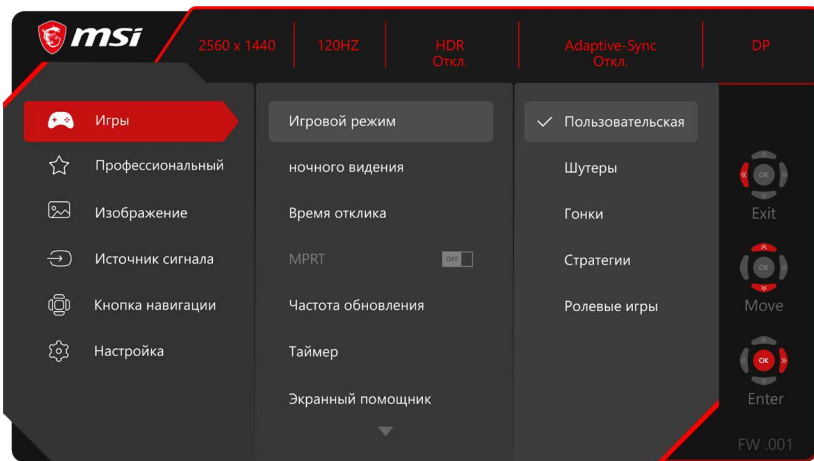 msi
2560 x 1440
120HZ
HDR
Откл.
Adaptive-Sync
Откл.
DP
Игры
Профессиональный
Изображение
Источник сигнала
Кнопка навигации
Настройка
Игровой режим
ночного видения
Время отклика
MPRT
OFF
Частота обновления
Таймер
Экранный помощник
Пользовательская
Шутеры
Гонки
Стратегии
Ролевые игры
OK
Exit
OK
Move
OK
Enter
FW .001